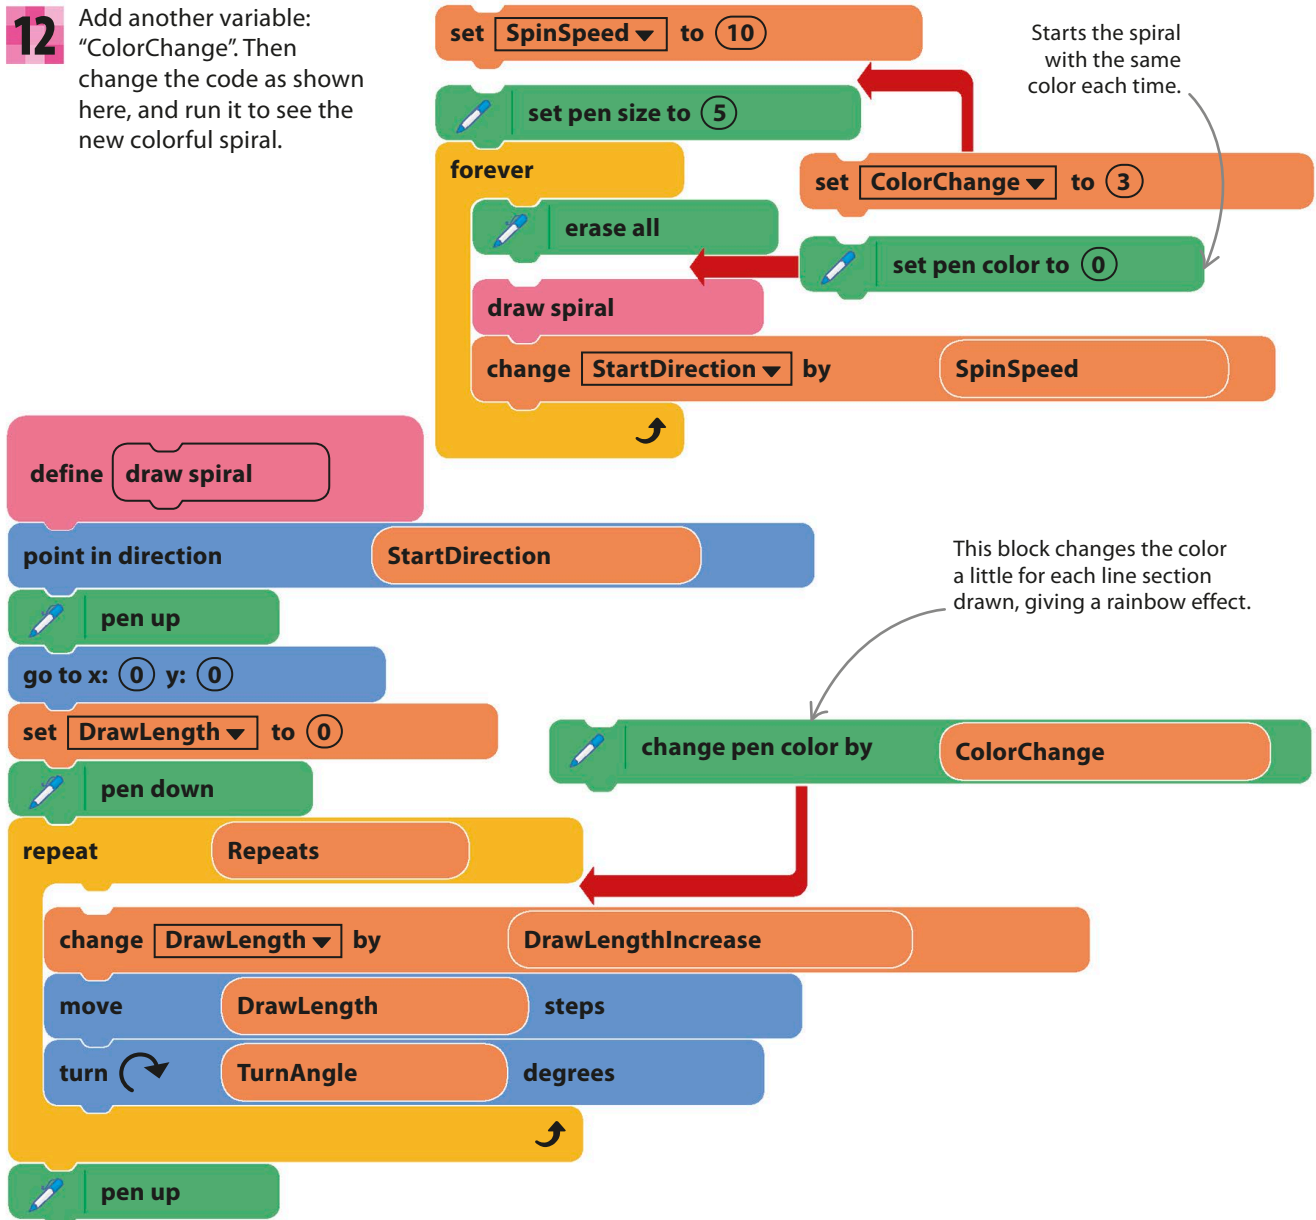 12
Add another variable:
“ColorChange”. Then
change the code as shown
here, and run it to see the
new colorful spiral.
set SpinSpeed to 10
set pen size to 5
forever
erase all
draw spiral
change StartDirection by SpinSpeed
Starts the spiral
with the same
color each time.
set ColorChange to 3
set pen color to 0
define draw spiral
point in direction StartDirection
pen up
go to x: 0 y: 0
set DrawLength to 0
pen down
repeat Repeats
change DrawLength by DrawLengthIncrease
move DrawLength steps
turn TurnAngle degrees
pen up
This block changes the color
a little for each line section
drawn, giving a rainbow effect.
change pen color by ColorChange